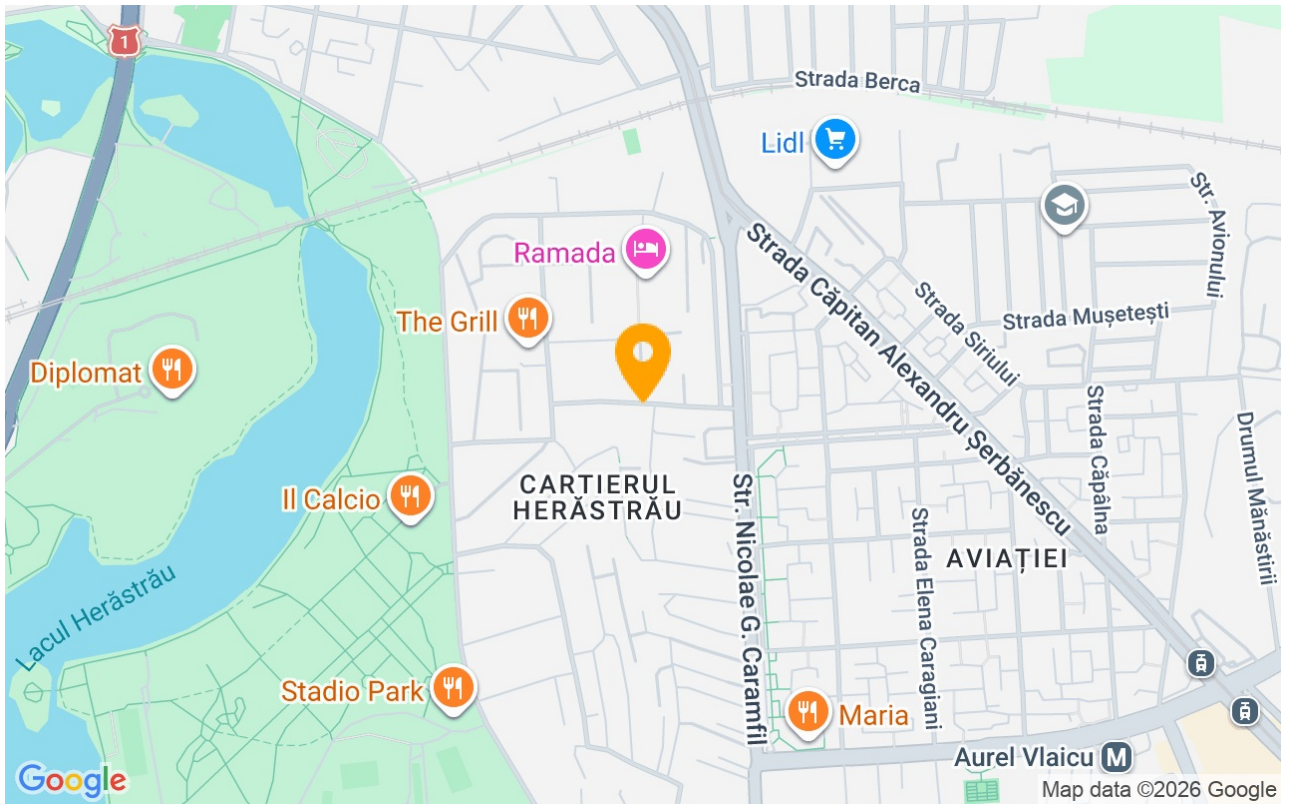 1
Strada Berca
Lidl
Str. Avionului
Ramada
Strada Căpitan Alexandru Șerbănescu
The Grill
Strada Siriului
Strada Mușetești
Diplomat
Strada Căpâlna
Drumul Mănăstirii
Il Calcio
CARTIERUL
HERĂSTRĂU
Str. Nicolae G. Caramfil
Strada Elena Caragiani
AVIAȚIEI
Lacul Herăstrău
Stadio Park
Maria
Aurel Vlaicu M
Google
Map data ©2026 Google